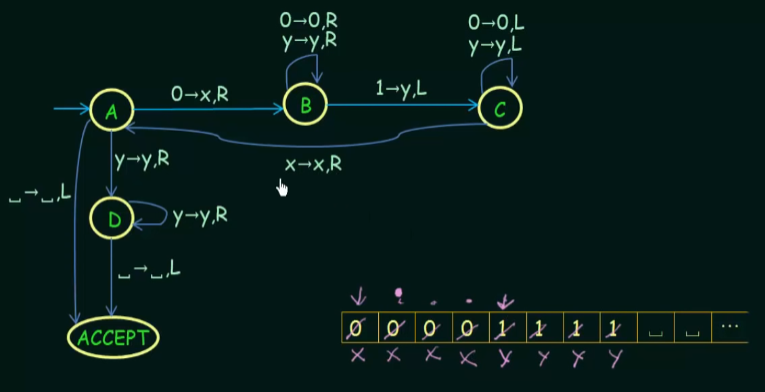 0→0,R
y→y,R
0→0,L
y→y,L
0→x,R
1→y,L
A
B
C
x→x,R
y→y,R
␣→␣,L
D
y→y,R
␣→␣,L
ACCEPT
0 0 0 0 1 1 1 1 ␣ ␣ ...
x x x x y y y y